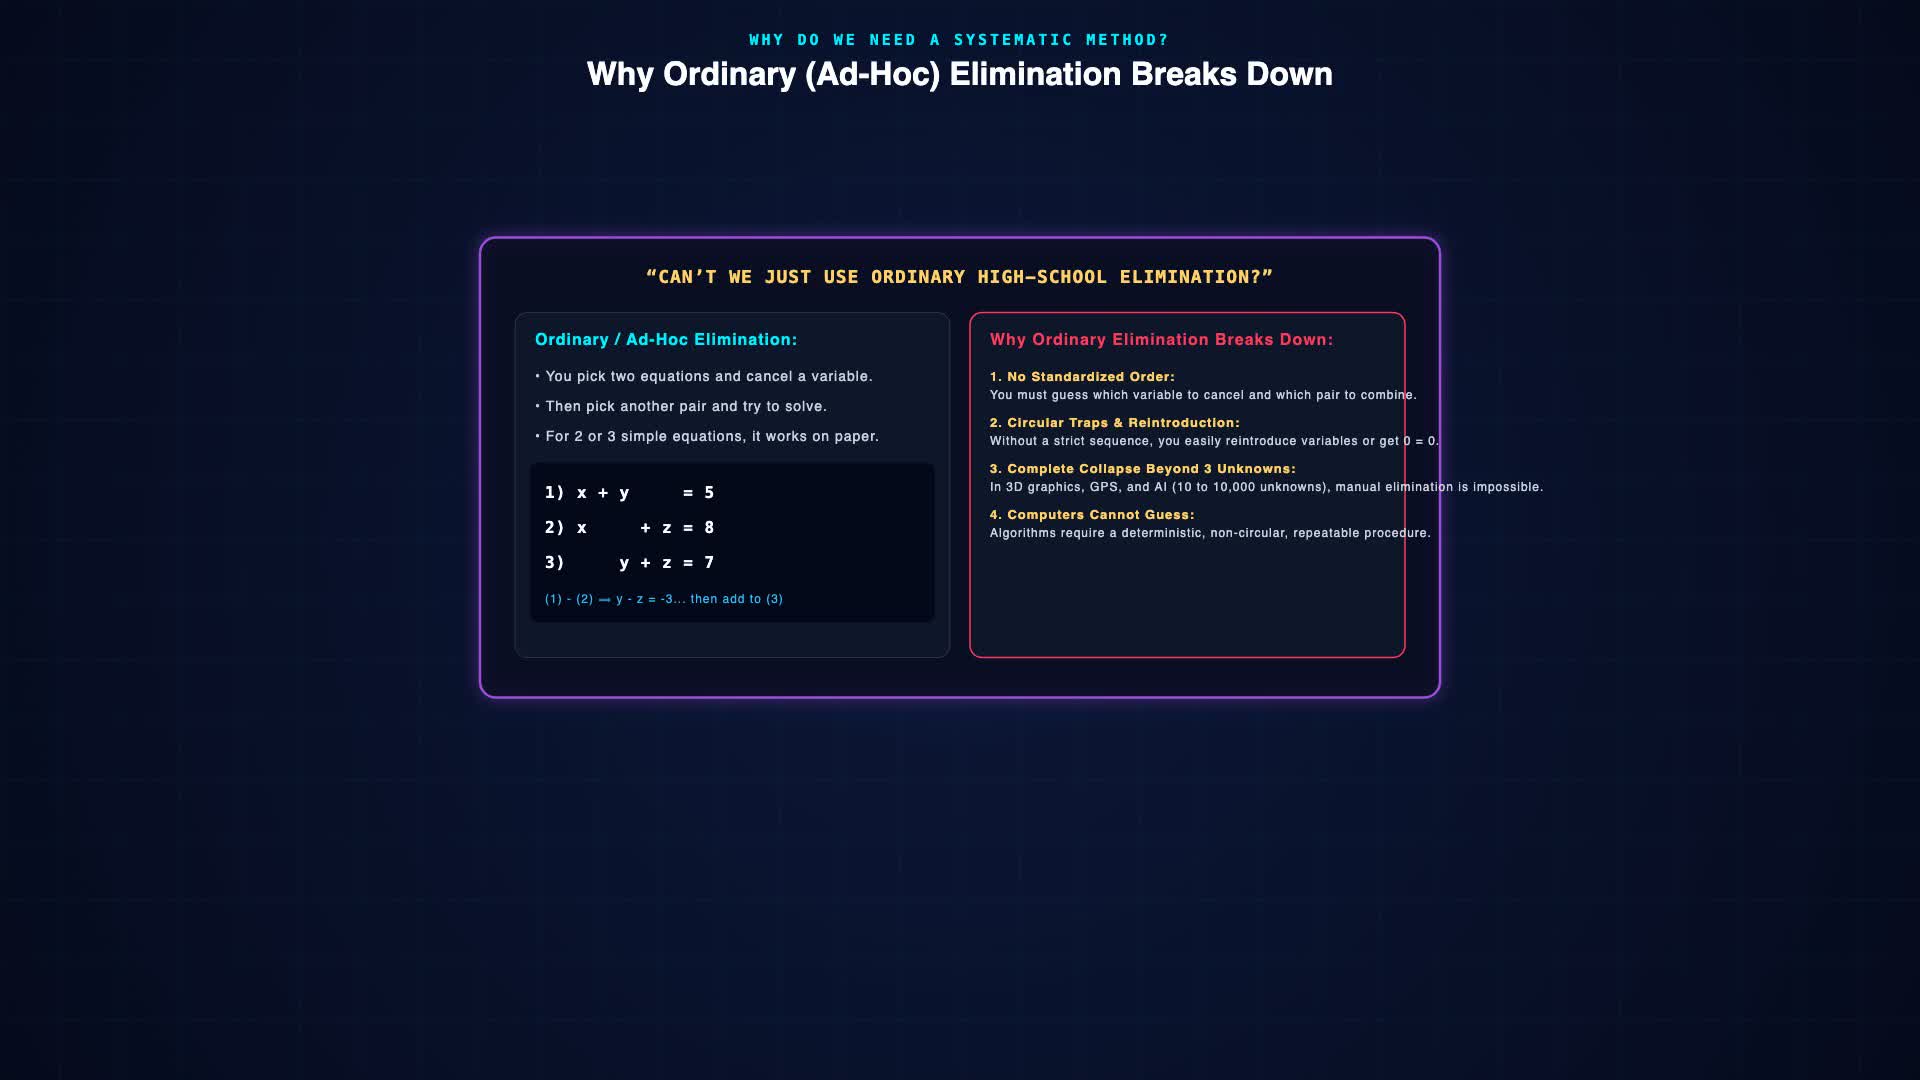 WHY DO WE NEED A SYSTEMATIC METHOD?
Why Ordinary (Ad-Hoc) Elimination Breaks Down
“CAN’T WE JUST USE ORDINARY HIGH–SCHOOL ELIMINATION?”
Ordinary / Ad-Hoc Elimination:
• You pick two equations and cancel a variable.
• Then pick another pair and try to solve.
• For 2 or 3 simple equations, it works on paper.
1) x + y     = 5
2) x     + z = 8
3)     y + z = 7
(1) - (2) ⟹ y - z = -3... then add to (3)
Why Ordinary Elimination Breaks Down:
1. No Standardized Order:
You must guess which variable to cancel and which pair to combine.
2. Circular Traps & Reintroduction:
Without a strict sequence, you easily reintroduce variables or get 0 = 0.
3. Complete Collapse Beyond 3 Unknowns:
In 3D graphics, GPS, and AI (10 to 10,000 unknowns), manual elimination is impossible.
4. Computers Cannot Guess:
Algorithms require a deterministic, non-circular, repeatable procedure.